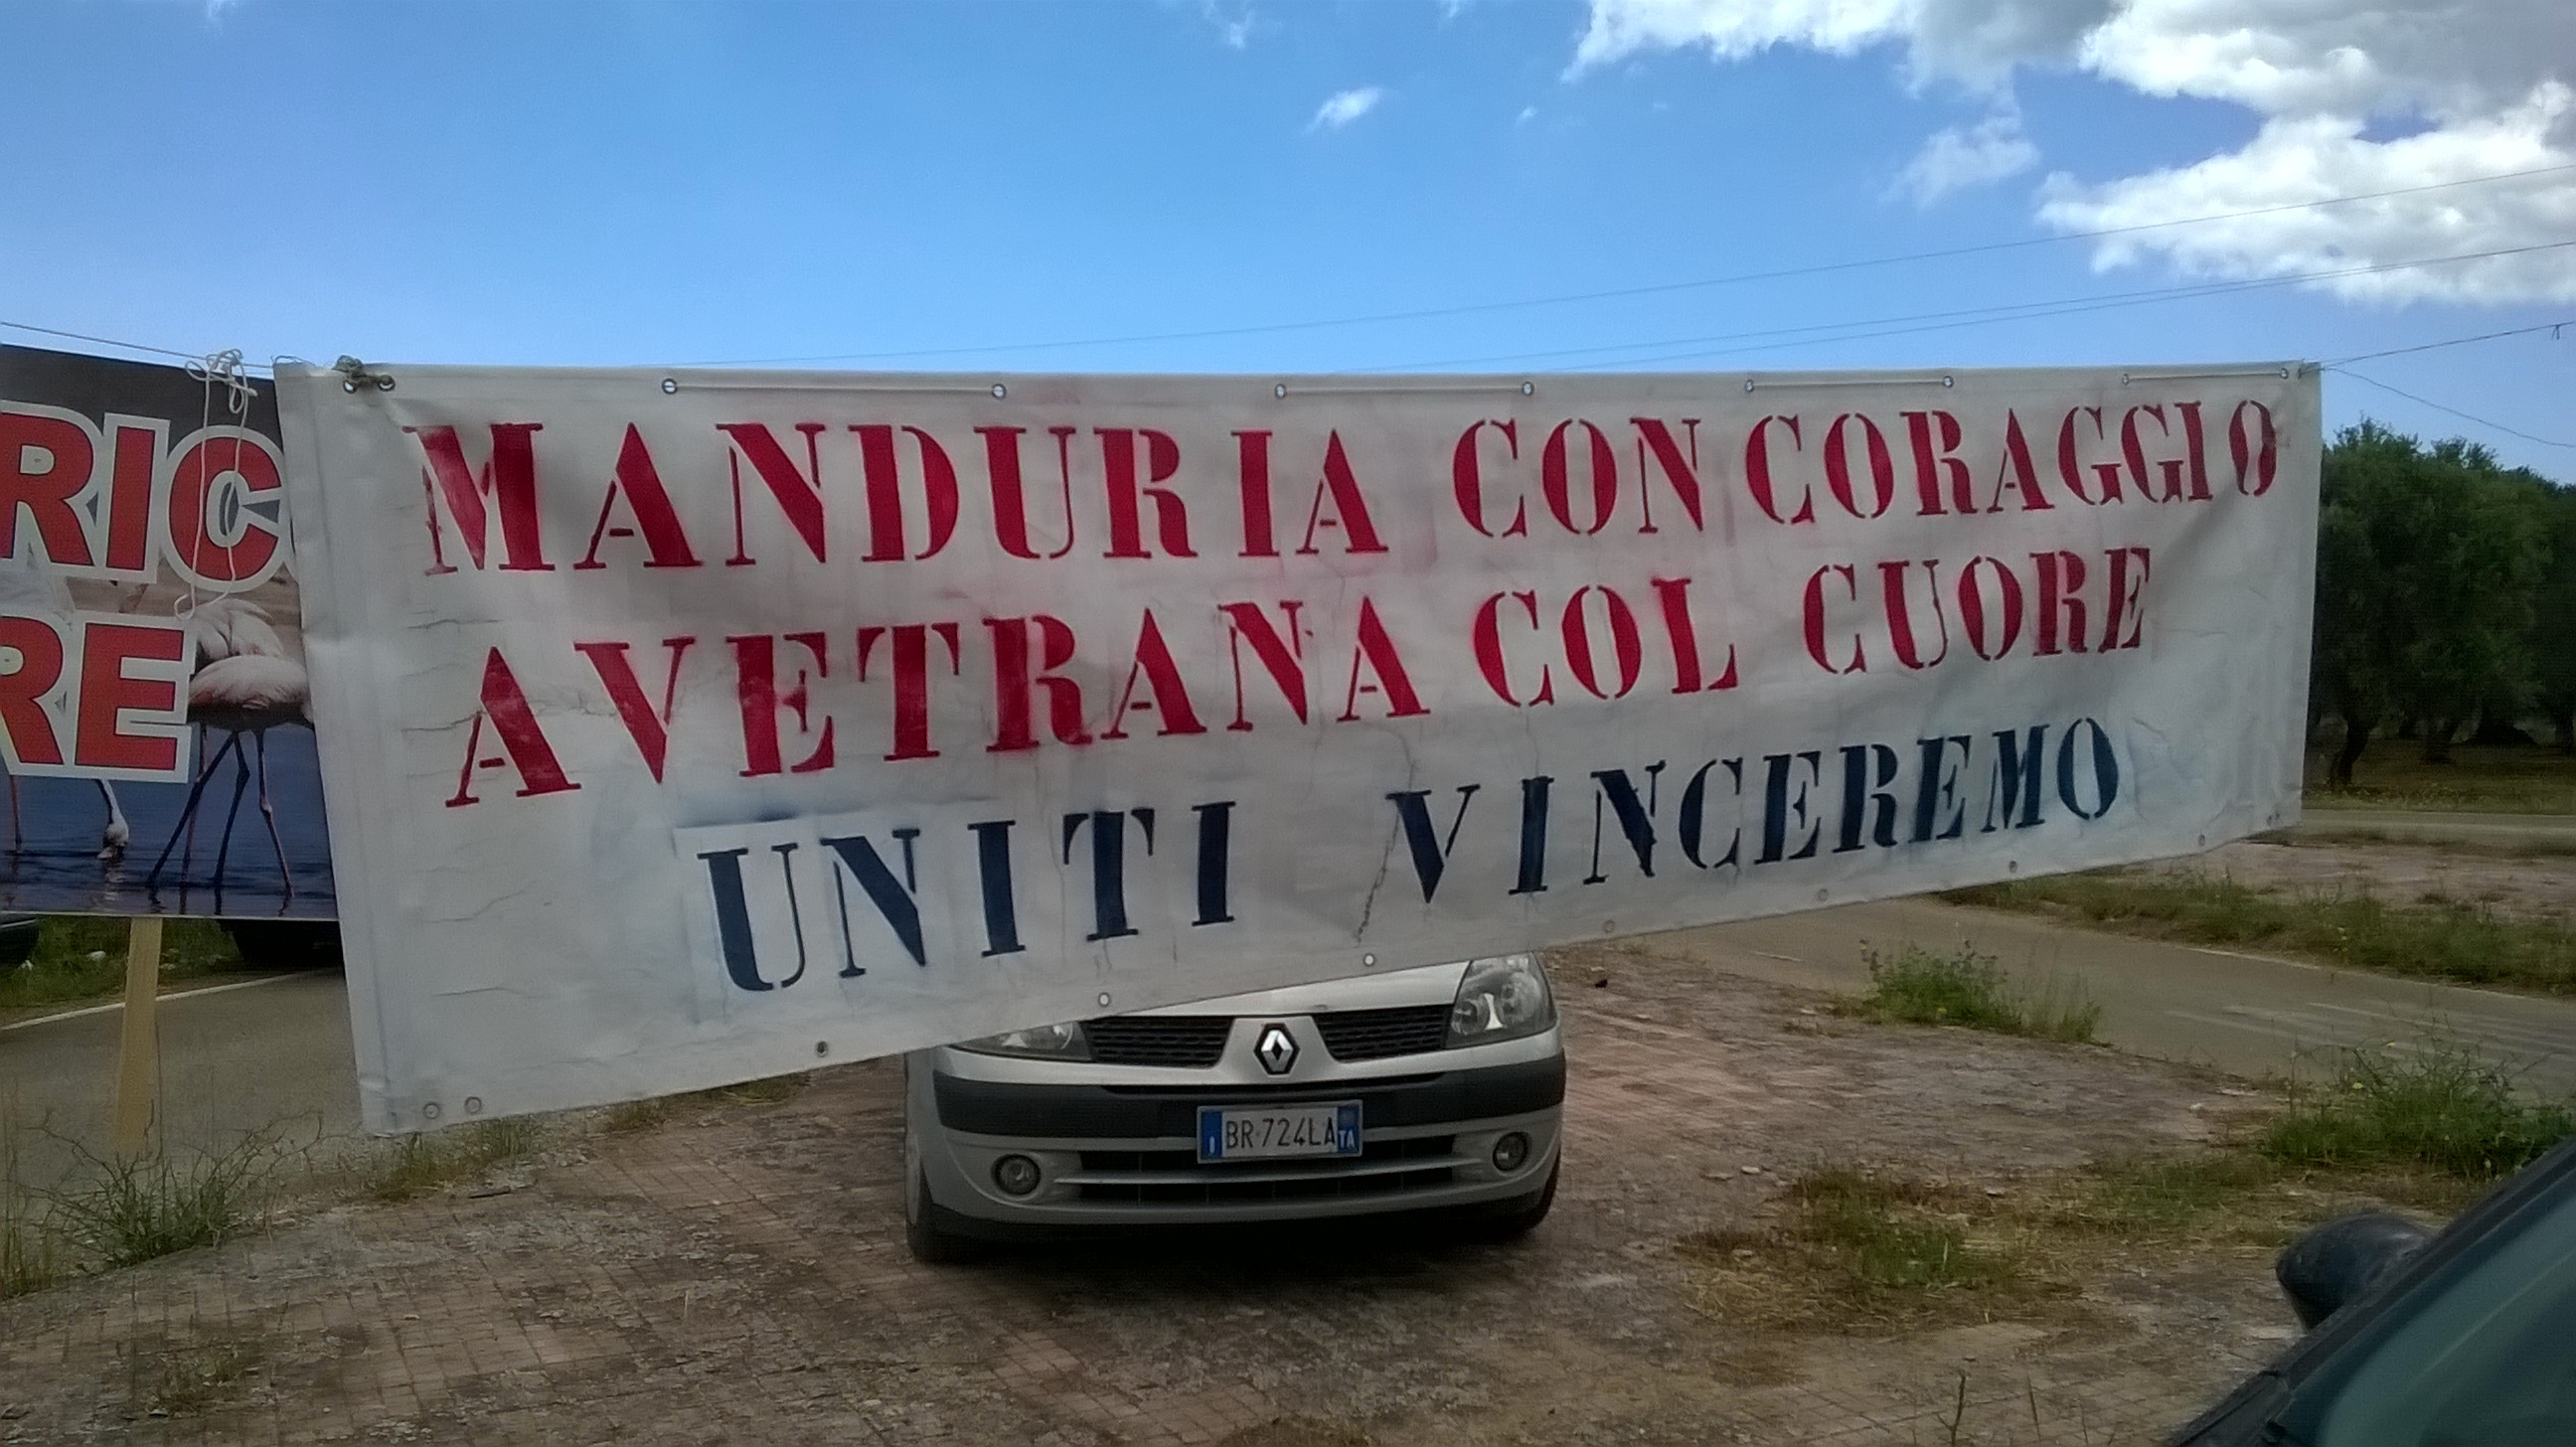 MANDURIA CON CORAGGIO
AVETRANA COL CUORE
UNITI VINCEREMO
RIC
RE
I BR 724LA TA